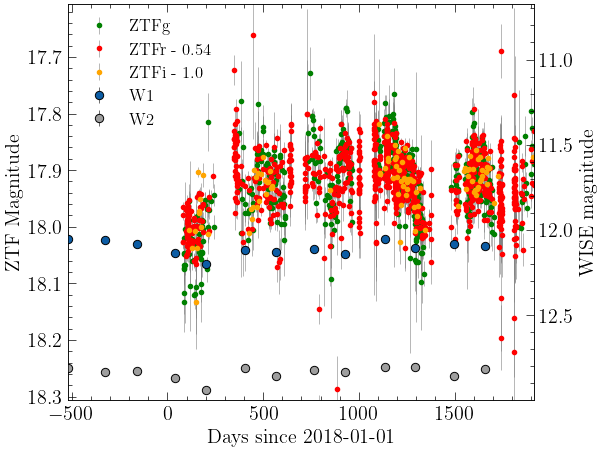 ZTFg
ZTFr - 0.54
ZTFi - 1.0
W1
W2
17.7
17.8
17.9
18.0
18.1
18.2
18.3
ZTF Magnitude
11.0
11.5
12.0
12.5
WISE magnitude
−500
0
500
1000
1500
Days since 2018-01-01